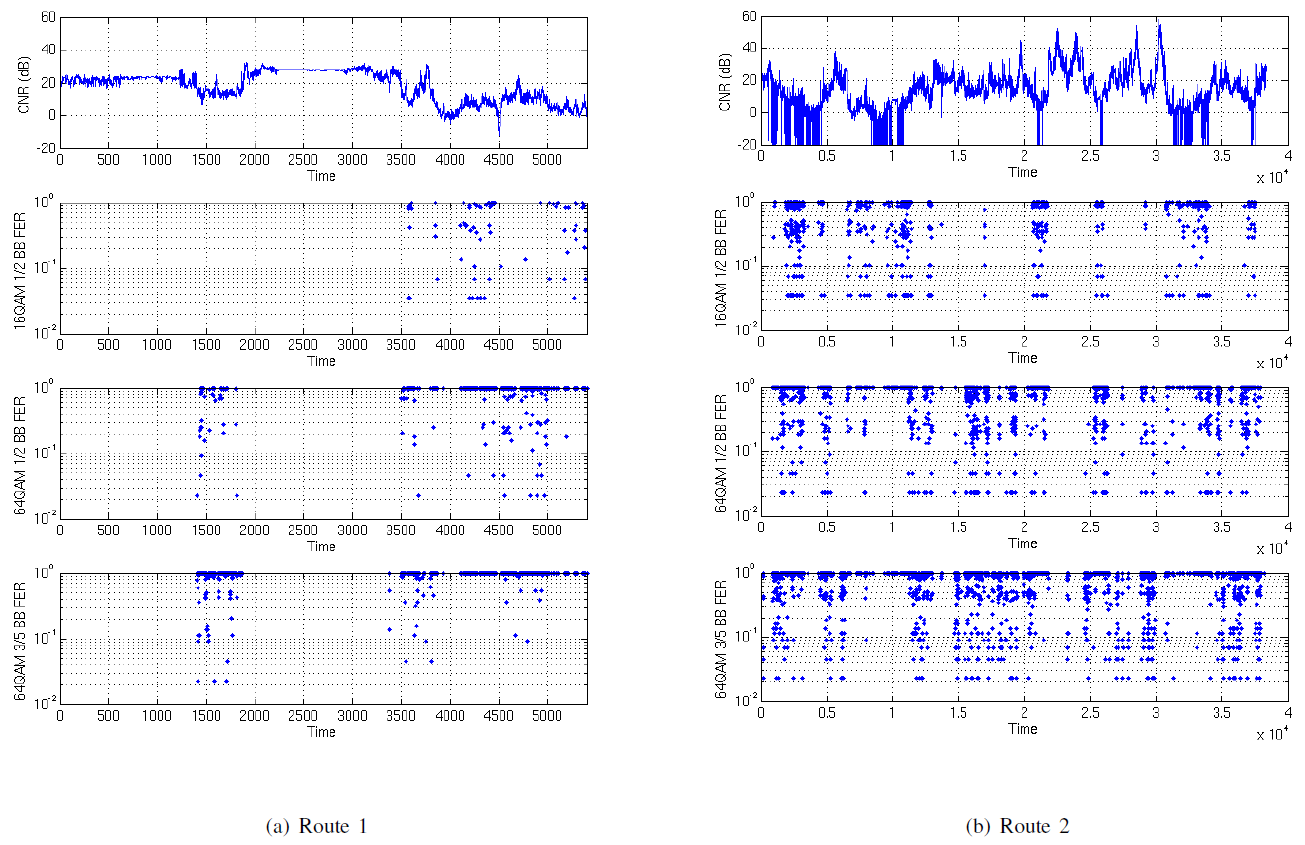 60
40
20
0
-20
CNR (dB)
0 500 1000 1500 2000 2500 3000 3500 4000 4500 5000
Time
10^0
10^-1
10^-2
16QAM 1/2 BB FER
0 500 1000 1500 2000 2500 3000 3500 4000 4500 5000
Time
10^0
10^-1
10^-2
64QAM 1/2 BB FER
0 500 1000 1500 2000 2500 3000 3500 4000 4500 5000
Time
10^0
10^-1
10^-2
64QAM 3/5 BB FER
0 500 1000 1500 2000 2500 3000 3500 4000 4500 5000
Time
(a) Route 1
60
40
20
0
-20
CNR (dB)
0 0.5 1 1.5 2 2.5 3 3.5 4
Time
x 10^4
10^0
10^-1
10^-2
16QAM 1/2 BB FER
0 0.5 1 1.5 2 2.5 3 3.5 4
Time
x 10^4
10^0
10^-1
10^-2
64QAM 1/2 BB FER
0 0.5 1 1.5 2 2.5 3 3.5 4
Time
x 10^4
10^0
10^-1
10^-2
64QAM 3/5 BB FER
0 0.5 1 1.5 2 2.5 3 3.5 4
Time
x 10^4
(b) Route 2